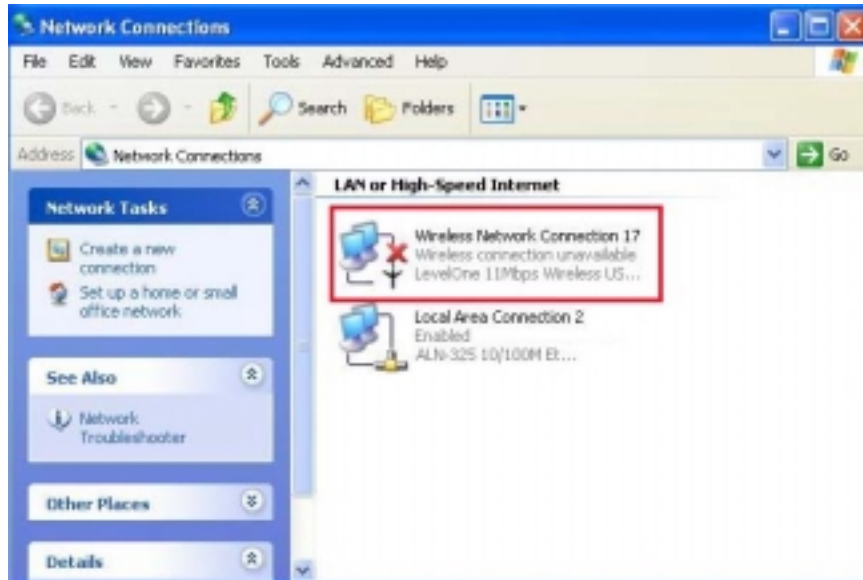 Network Connections
File Edit View Favorites Tools Advanced Help
Back Search Folders
Address Network Connections Go
Network Tasks
Create a new
connection
Set up a home or small
office network
See Also
Network
Troubleshooter
Other Places
Details
LAN or High-Speed Internet
Wireless Network Connection 17
Wireless connection unavailable
LevelOne 11Mbps Wireless US...
Local Area Connection 2
Enabled
ALN-325 10/100M Et...